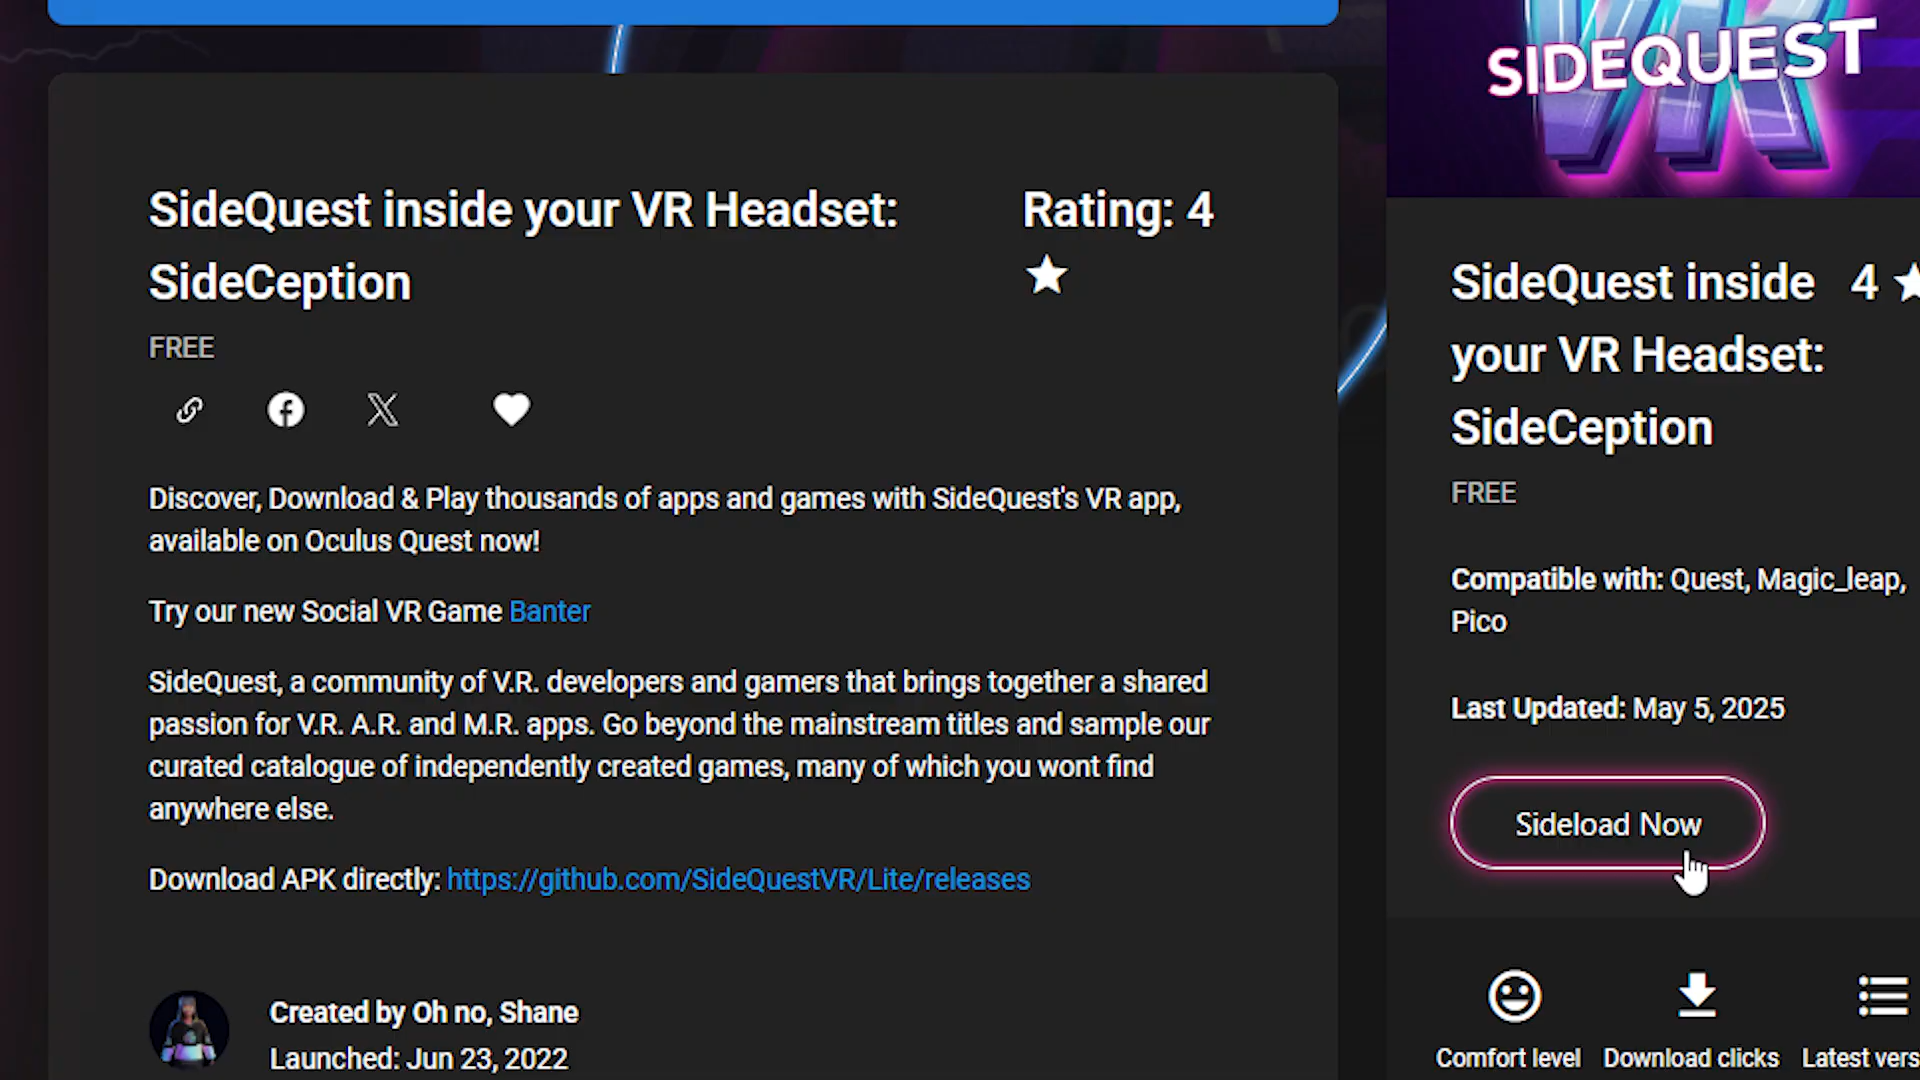 SIDEQUEST
SideQuest inside your VR Headset:
SideCeption
Rating: 4
FREE
Discover, Download & Play thousands of apps and games with SideQuest's VR app,
available on Oculus Quest now!
Try our new Social VR Game Banter
SideQuest, a community of V.R. developers and gamers that brings together a shared
passion for V.R. A.R. and M.R. apps. Go beyond the mainstream titles and sample our
curated catalogue of independently created games, many of which you wont find
anywhere else.
Download APK directly: https://github.com/SideQuestVR/Lite/releases
Created by Oh no, Shane
Launched: Jun 23, 2022
SideQuest inside 4
your VR Headset:
SideCeption
FREE
Compatible with: Quest, Magic_leap,
Pico
Last Updated: May 5, 2025
Sideload Now
Comfort level
Download clicks
Latest vers